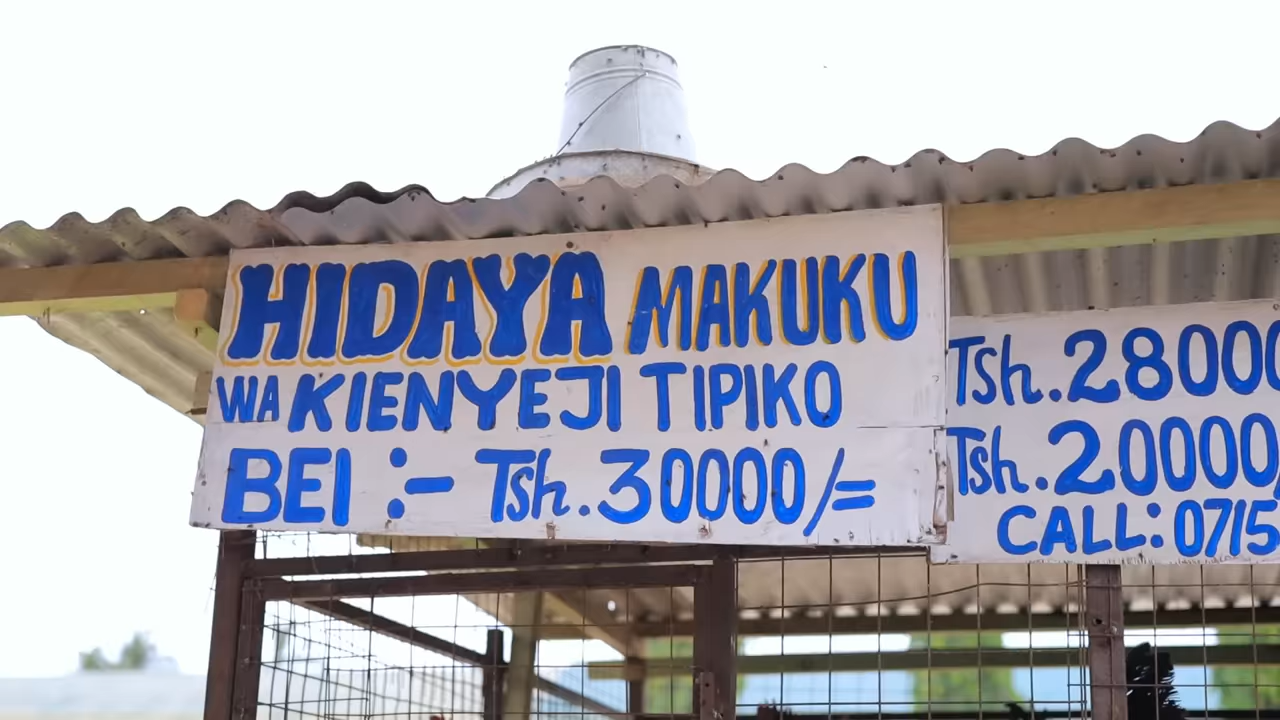 HIDAYA MAKUKU
WA KIENYEJI TIPIKO
BEI :- Tsh. 30000/=
Tsh. 28000
Tsh. 20000/
CALL: 0715